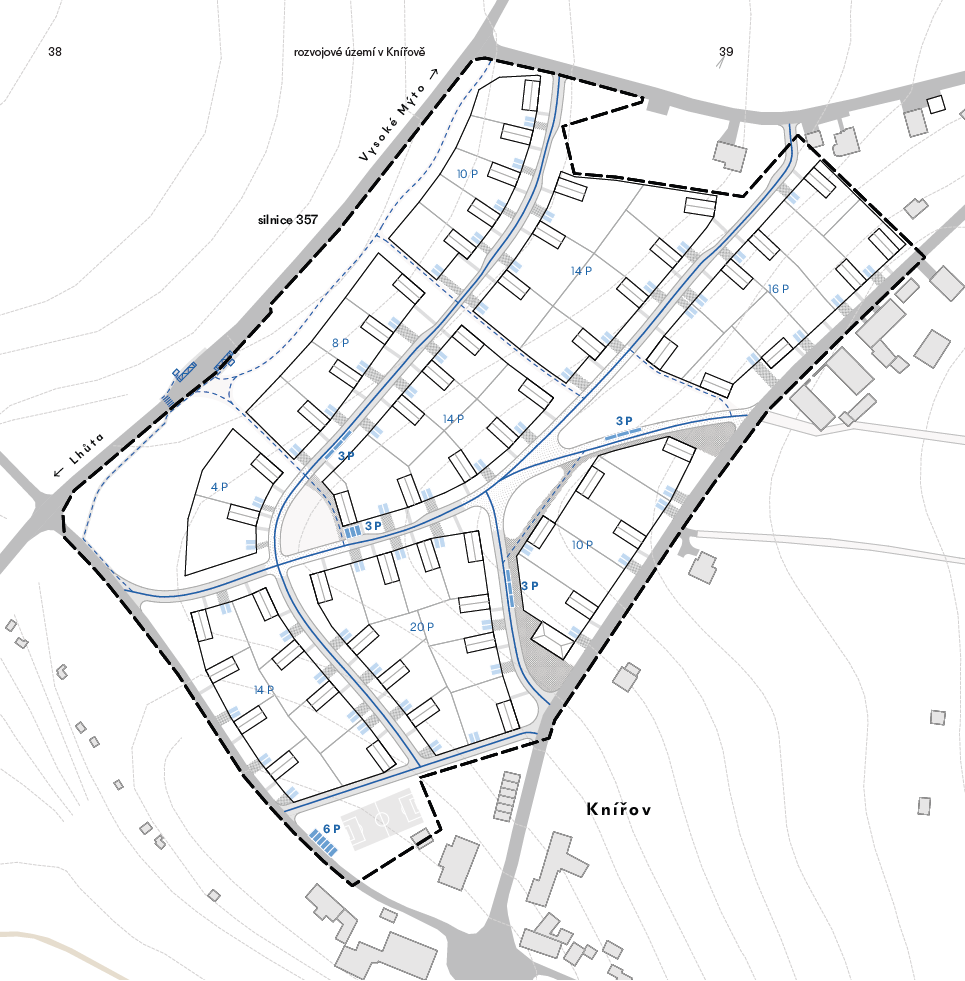 38
rozvojové území v Knířově
39
Vysoké Mýto →
10 P
silnice 357
14 P
16 P
8 P
14 P
3 P
3 P
← Lhůta
4 P
3 P
10 P
3 P
20 P
14 P
Knířov
6 P